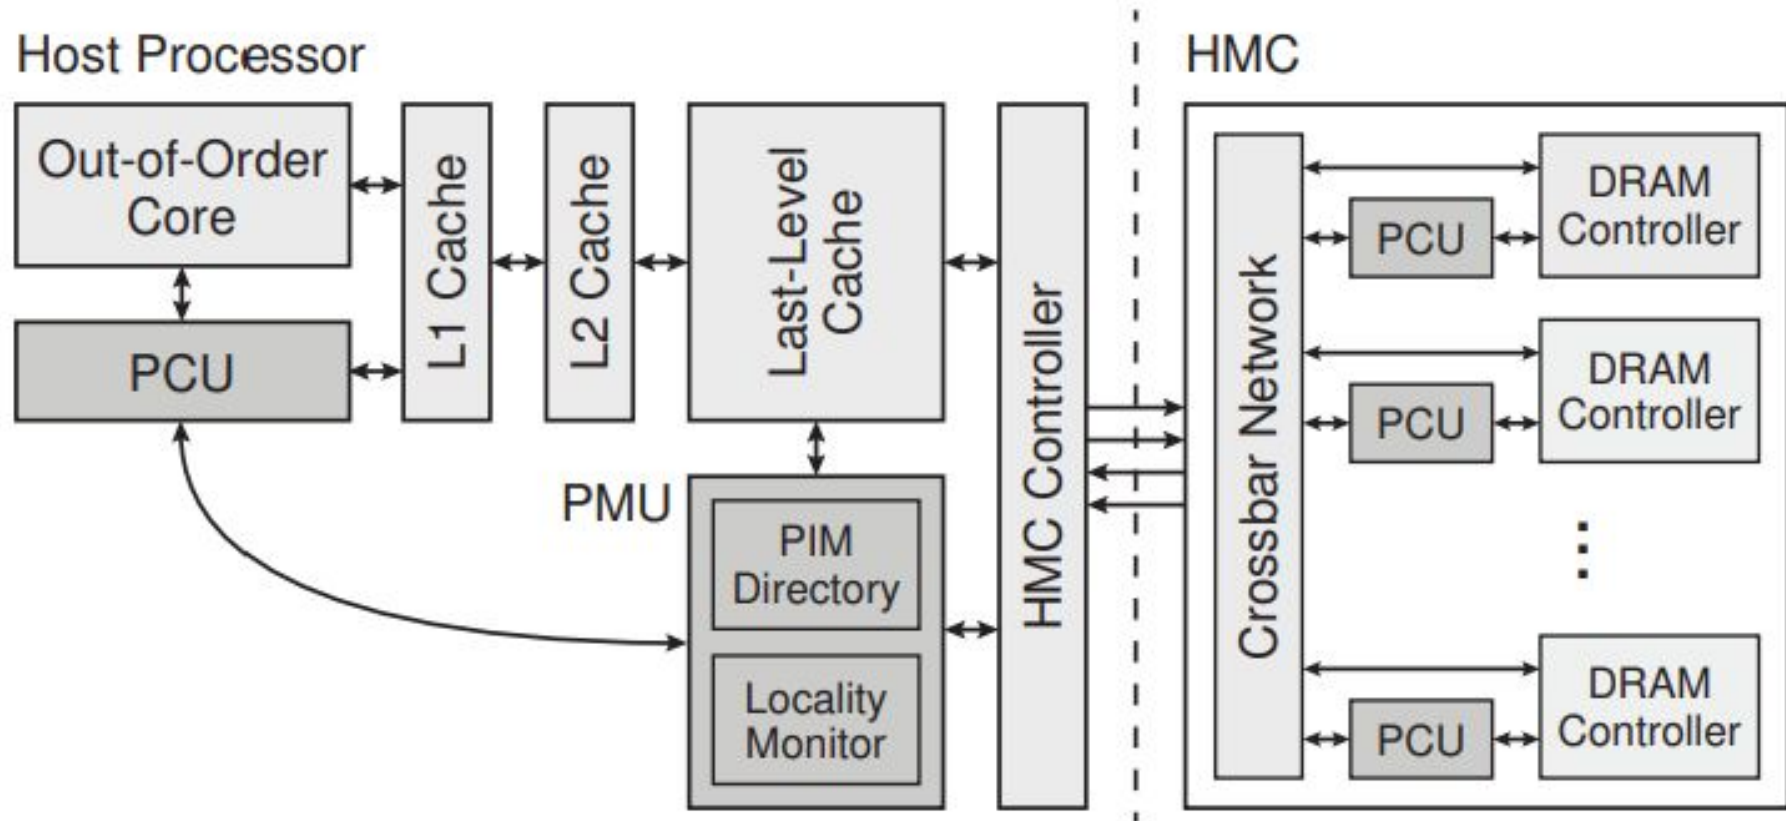 Host Processor
HMC
Out-of-Order
Core
PCU
L1 Cache
L2 Cache
Last-Level
Cache
PMU
PIM
Directory
Locality
Monitor
HMC Controller
Crossbar Network
PCU
DRAM
Controller
PCU
DRAM
Controller
PCU
DRAM
Controller